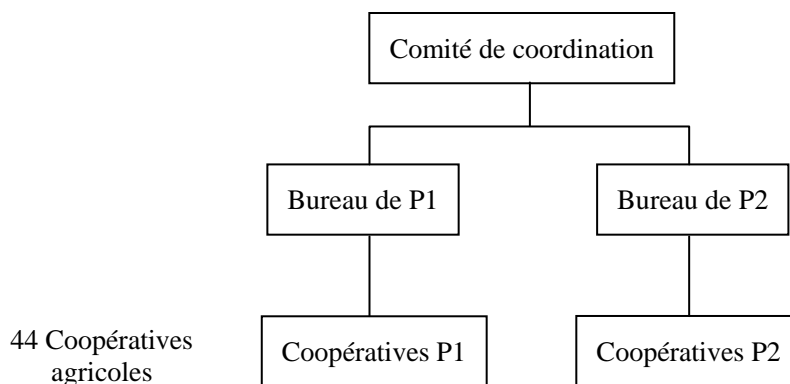 Comité de coordination
Bureau de P1
Bureau de P2
44 Coopératives
agricoles
Coopératives P1
Coopératives P2